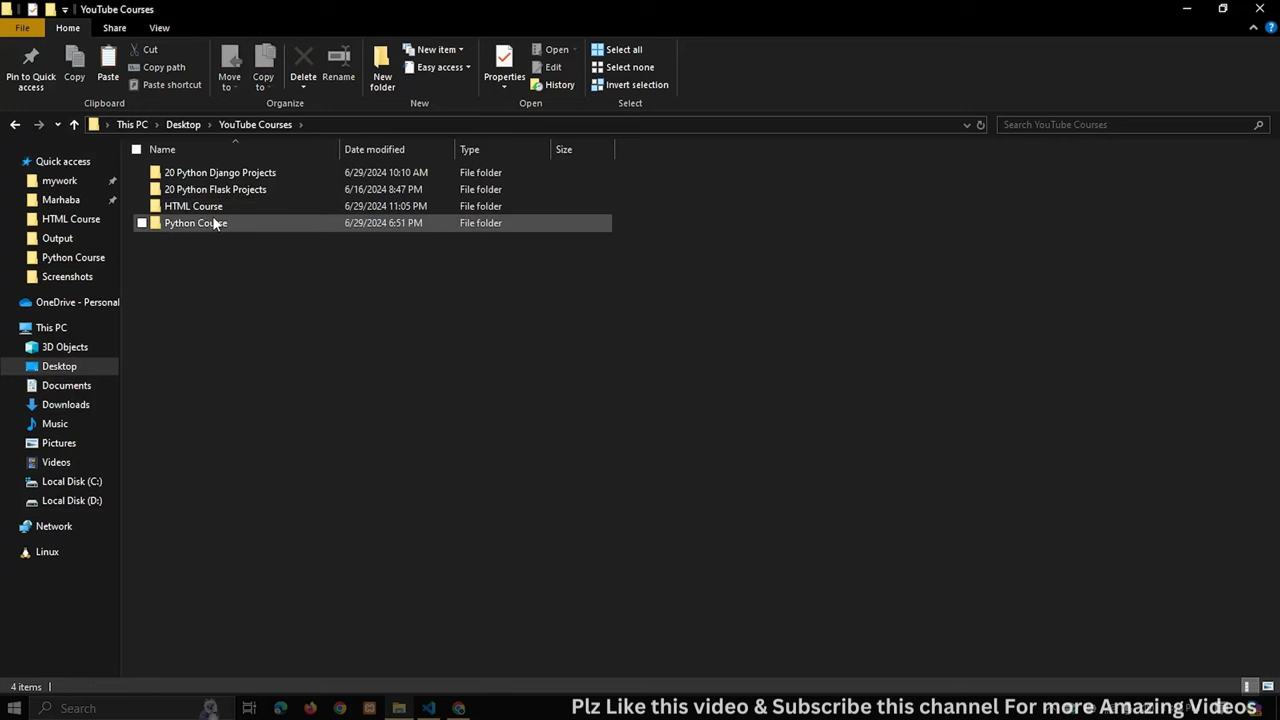 YouTube Courses
File Home Share View
Pin to Quick access
Copy
Paste
Cut
Copy path
Paste shortcut
Clipboard
Move to
Copy to
Delete
Rename
Organize
New folder
New item
Easy access
New
Properties
Open
Edit
History
Open
Select all
Select none
Invert selection
Select
This PC Desktop YouTube Courses
Search YouTube Courses
Name Date modified Type Size
20 Python Django Projects 6/29/2024 10:10 AM File folder
20 Python Flask Projects 6/16/2024 8:47 PM File folder
HTML Course 6/29/2024 11:05 PM File folder
Python Course 6/29/2024 6:51 PM File folder
Quick access
mywork
Marhaba
HTML Course
Output
Python Course
Screenshots
OneDrive - Personal
This PC
3D Objects
Desktop
Documents
Downloads
Music
Pictures
Videos
Local Disk (C:)
Local Disk (D:)
Network
Linux
4 items
Search
Plz Like this video & Subscribe this channel For more Amazing Videos